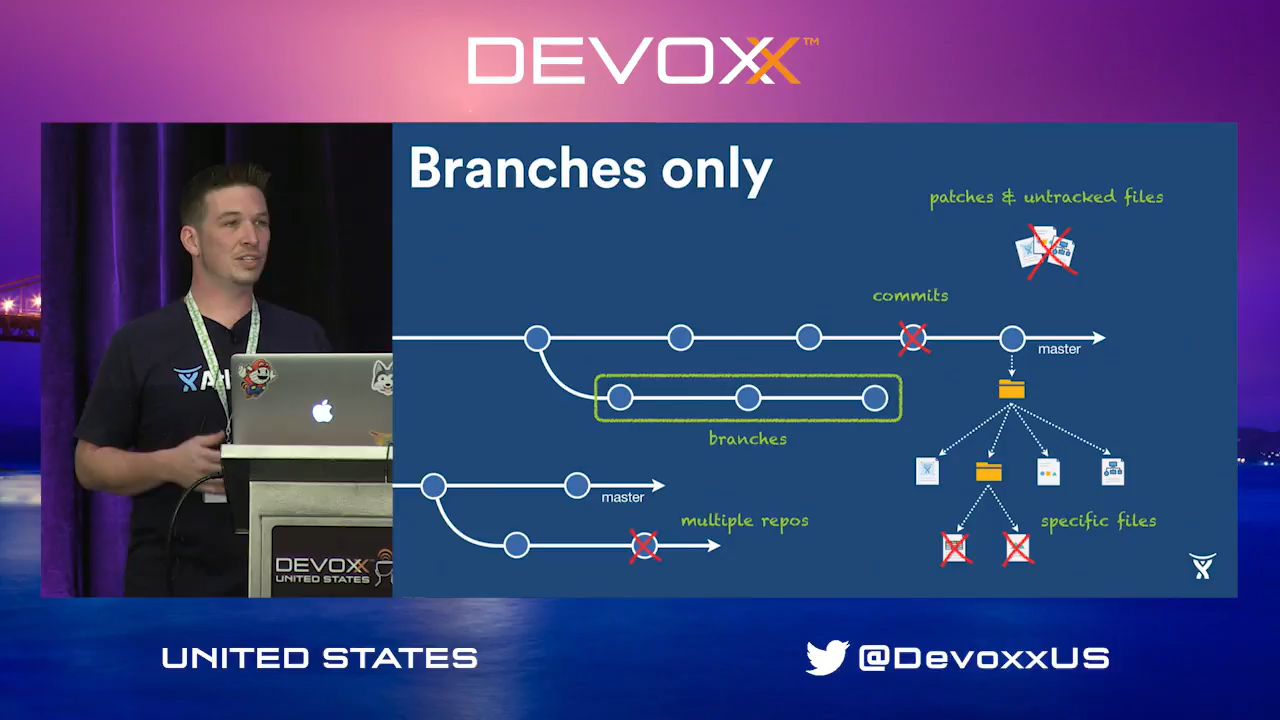 DEVOXX™
Branches only
patches & untracked files
commits
master
branches
master
multiple repos
specific files
DEVOXX
UNITED STATES
UNITED STATES
@DevoxxUS